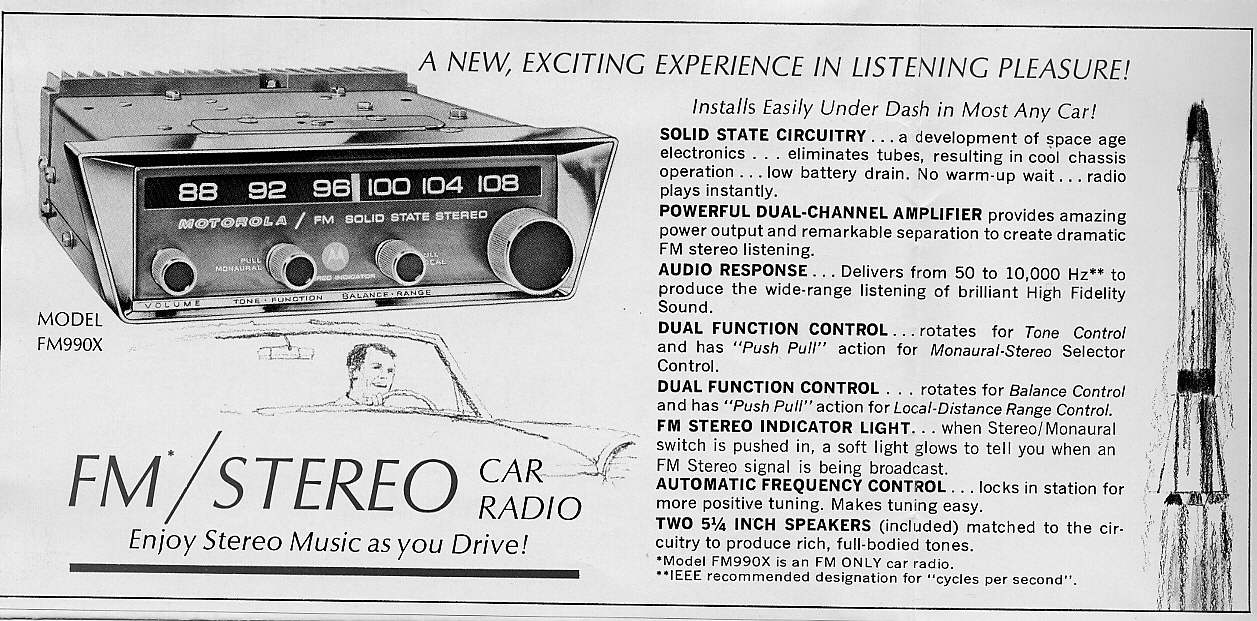 A NEW, EXCITING EXPERIENCE IN LISTENING PLEASURE!
Installs Easily Under Dash in Most Any Car!
88 92 96 100 104 108
MOTOROLA / FM SOLID STATE STEREO
PULL
MONAURAL
VOLUME TONE • FUNCTION BALANCE • RANGE
MODEL
FM990X
FM*/STEREO CAR
RADIO
Enjoy Stereo Music as you Drive!
SOLID STATE CIRCUITRY . . . a development of space age
electronics . . . eliminates tubes, resulting in cool chassis
operation . . . low battery drain. No warm-up wait . . . radio
plays instantly.
POWERFUL DUAL-CHANNEL AMPLIFIER provides amazing
power output and remarkable separation to create dramatic
FM stereo listening.
AUDIO RESPONSE . . . Delivers from 50 to 10,000 Hz** to
produce the wide-range listening of brilliant High Fidelity
Sound.
DUAL FUNCTION CONTROL . . . rotates for Tone Control
and has "Push Pull" action for Monaural-Stereo Selector
Control.
DUAL FUNCTION CONTROL . . . rotates for Balance Control
and has "Push Pull" action for Local-Distance Range Control.
FM STEREO INDICATOR LIGHT. . . when Stereo/Monaural
switch is pushed in, a soft light glows to tell you when an
FM Stereo signal is being broadcast.
AUTOMATIC FREQUENCY CONTROL . . . locks in station for
more positive tuning. Makes tuning easy.
TWO 5¼ INCH SPEAKERS (included) matched to the cir-
cuitry to produce rich, full-bodied tones.
*Model FM990X is an FM ONLY car radio.
**IEEE recommended designation for "cycles per second".